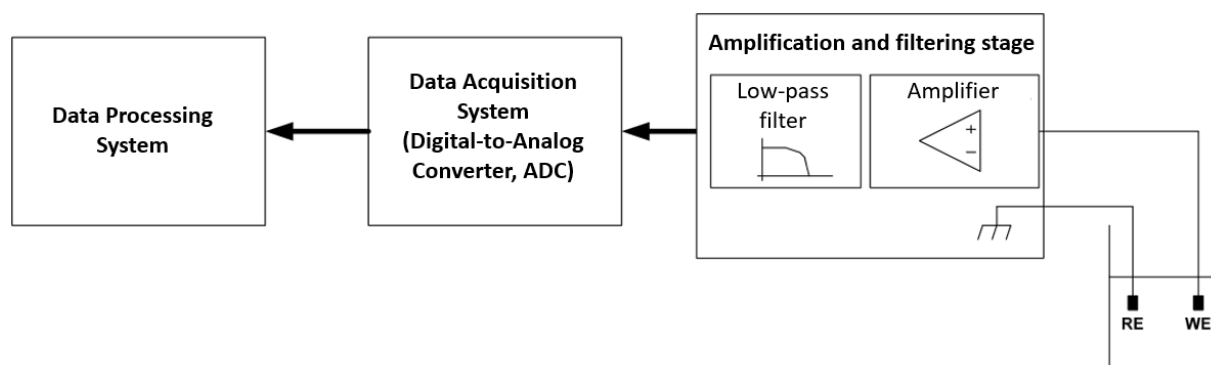 Data Processing
System
Data Acquisition
System
(Digital-to-Analog
Converter, ADC)
Amplification and filtering stage
Low-pass
filter
Amplifier
+
−
RE
WE